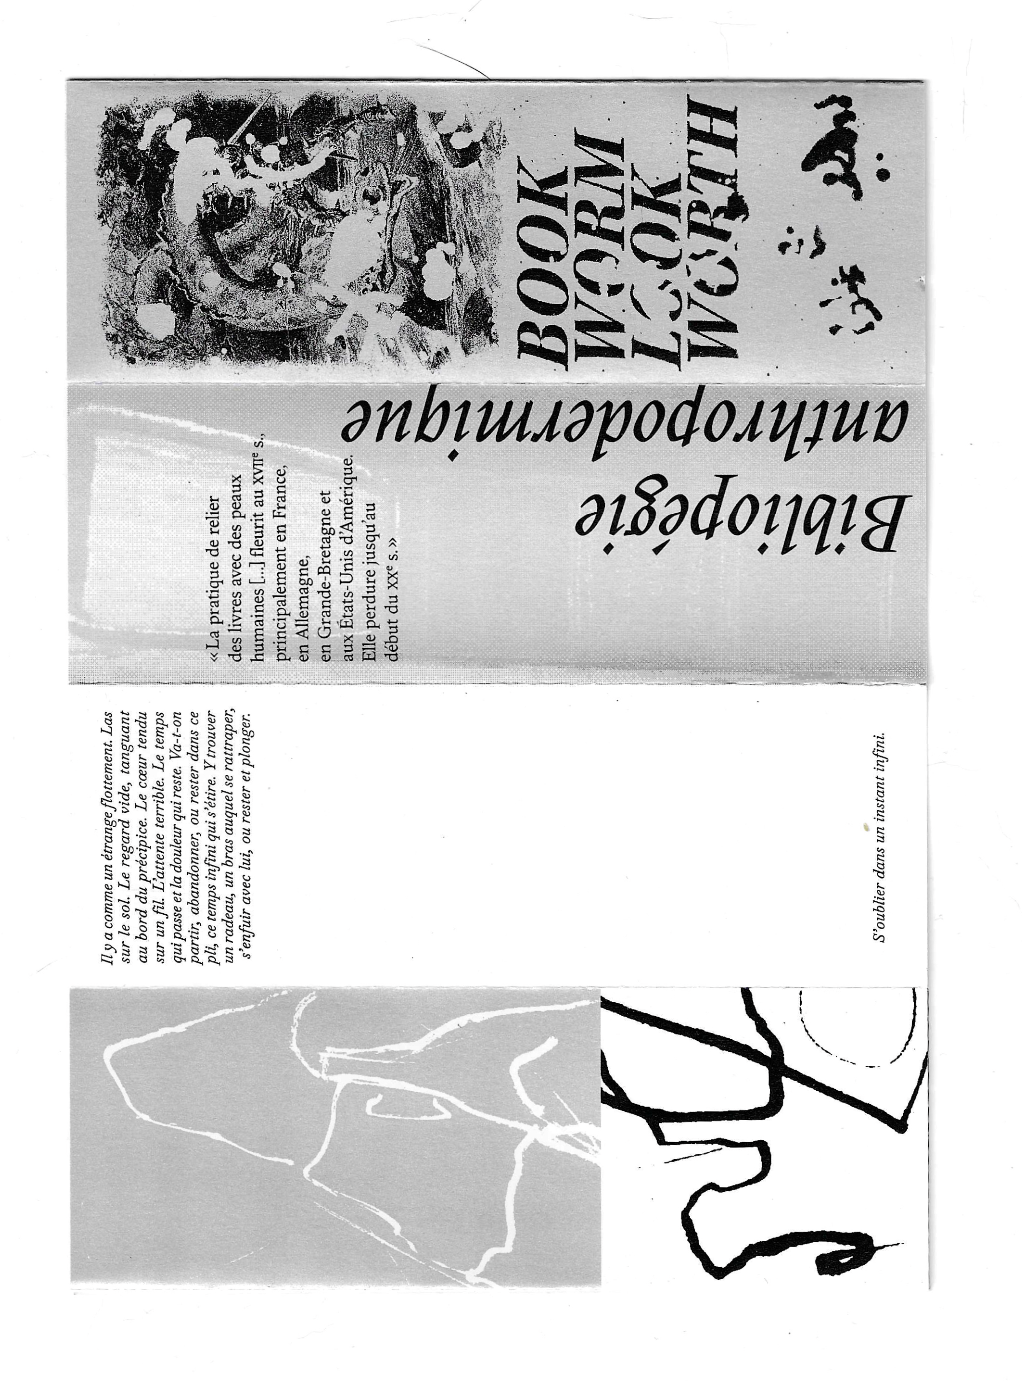 BOOK
WORM
LOOK
WORTH
Bibliopégie
anthropodermique
«La pratique de relier
des livres avec des peaux
humaines [...] fleurit au XVIIe s.,
principalement en France,
en Allemagne,
en Grande-Bretagne et
aux États-Unis d'Amérique.
Elle perdure jusqu'au
début du XXe s.»
Il y a comme un étrange flottement. Las
sur le sol. Le regard vide, tanguant
au bord du précipice. Le cœur tendu
sur un fil. L'attente terrible. Le temps
qui passe et la douleur qui reste. Va-t-on
partir, abandonner, ou rester dans ce
pli, ce temps infini qui s'étire. Y trouver
un radeau, un bras auquel se rattraper,
s'enfuir avec lui, ou rester et plonger.
S'oublier dans un instant infini.